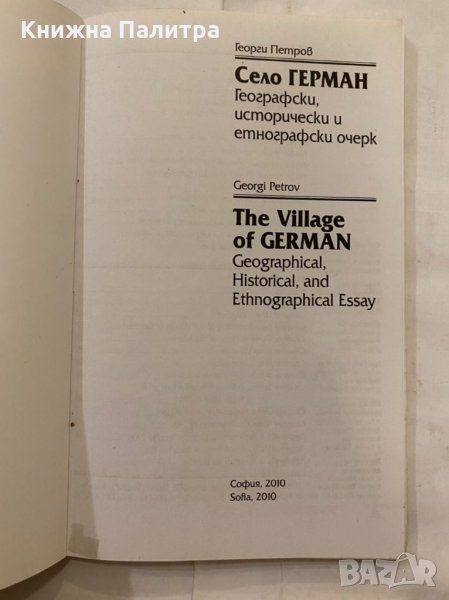 Книжна Палитра
Георги Петров
Село ГЕРМАН
Географски,
исторически и
етнографски очерк
Georgi Petrov
The Village
of GERMAN
Geographical,
Historical, and
Ethnographical Essay
София, 2010
Sofia, 2010
БАZАР